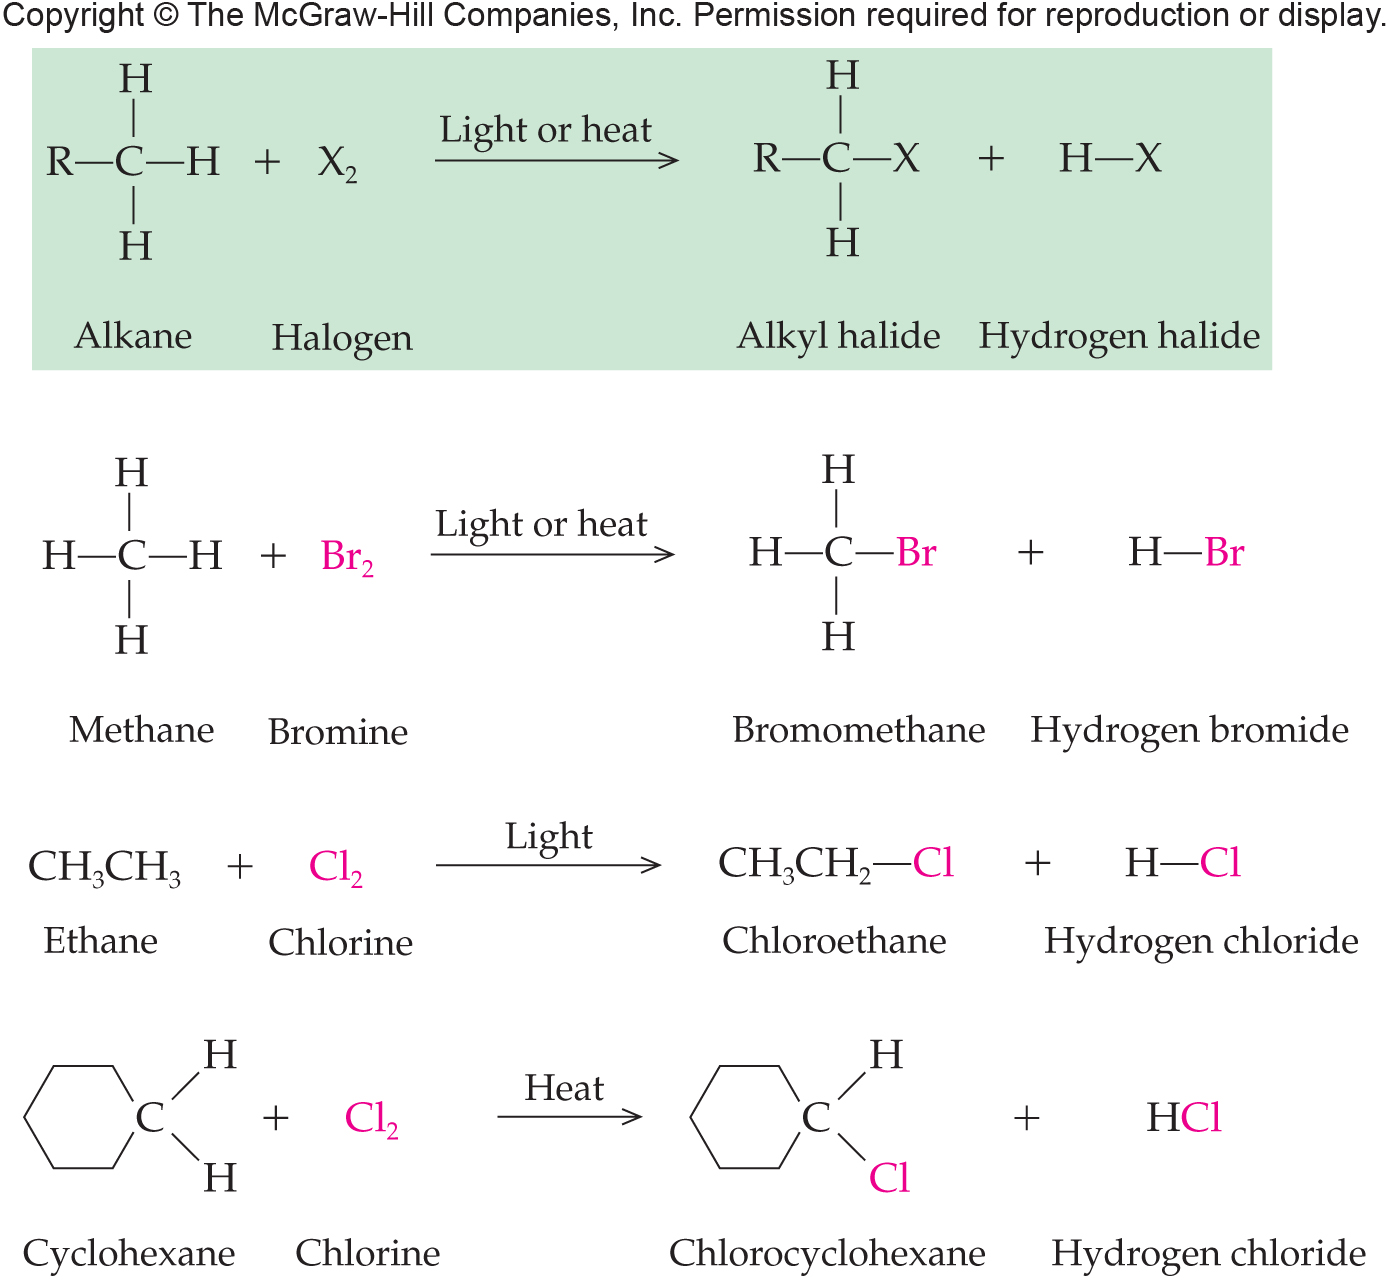 Copyright © The McGraw-Hill Companies, Inc. Permission required for reproduction or display.
H H
Light or heat
R—C—H + X₂ R—C—X + H—X
H H
Alkane Halogen Alkyl halide Hydrogen halide
H H
Light or heat
H—C—H + Br₂ H—C—Br + H—Br
H H
Methane Bromine Bromomethane Hydrogen bromide
Light
CH₃CH₃ + Cl₂ CH₃CH₂—Cl + H—Cl
Ethane Chlorine Chloroethane Hydrogen chloride
H H
Heat
C + Cl₂ C + HCl
H Cl
Cyclohexane Chlorine Chlorocyclohexane Hydrogen chloride